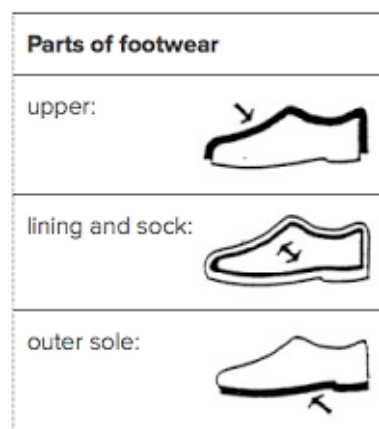 Parts of footwear
upper:
lining and sock:
outer sole: